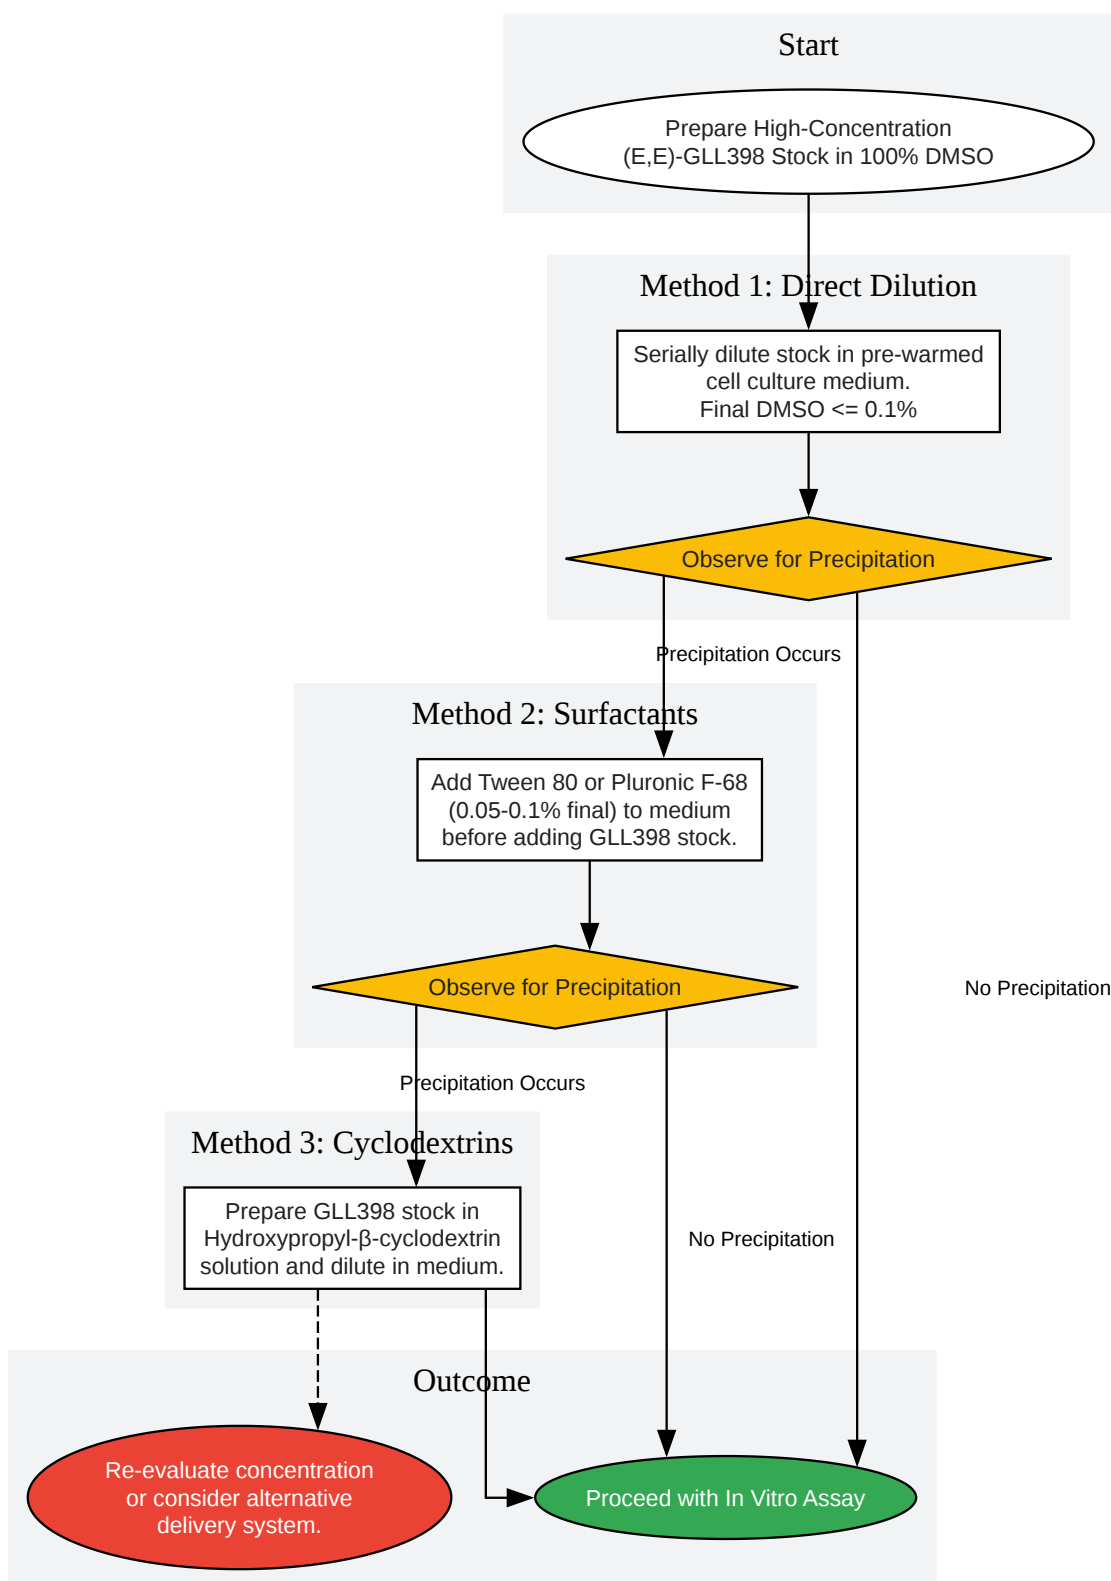 Start
Prepare High-Concentration
(E,E)-GLL398 Stock in 100% DMSO
Method 1: Direct Dilution
Serially dilute stock in pre-warmed
cell culture medium.
Final DMSO <= 0.1%
Observe for Precipitation
Precipitation Occurs
Method 2: Surfactants
Add Tween 80 or Pluronic F-68
(0.05-0.1% final) to medium
before adding GLL398 stock.
Observe for Precipitation
No Precipitation
Precipitation Occurs
Method 3: Cyclodextrins
Prepare GLL398 stock in
Hydroxypropyl-β-cyclodextrin
solution and dilute in medium.
No Precipitation
Outcome
Re-evaluate concentration
or consider alternative
delivery system.
Proceed with In Vitro Assay